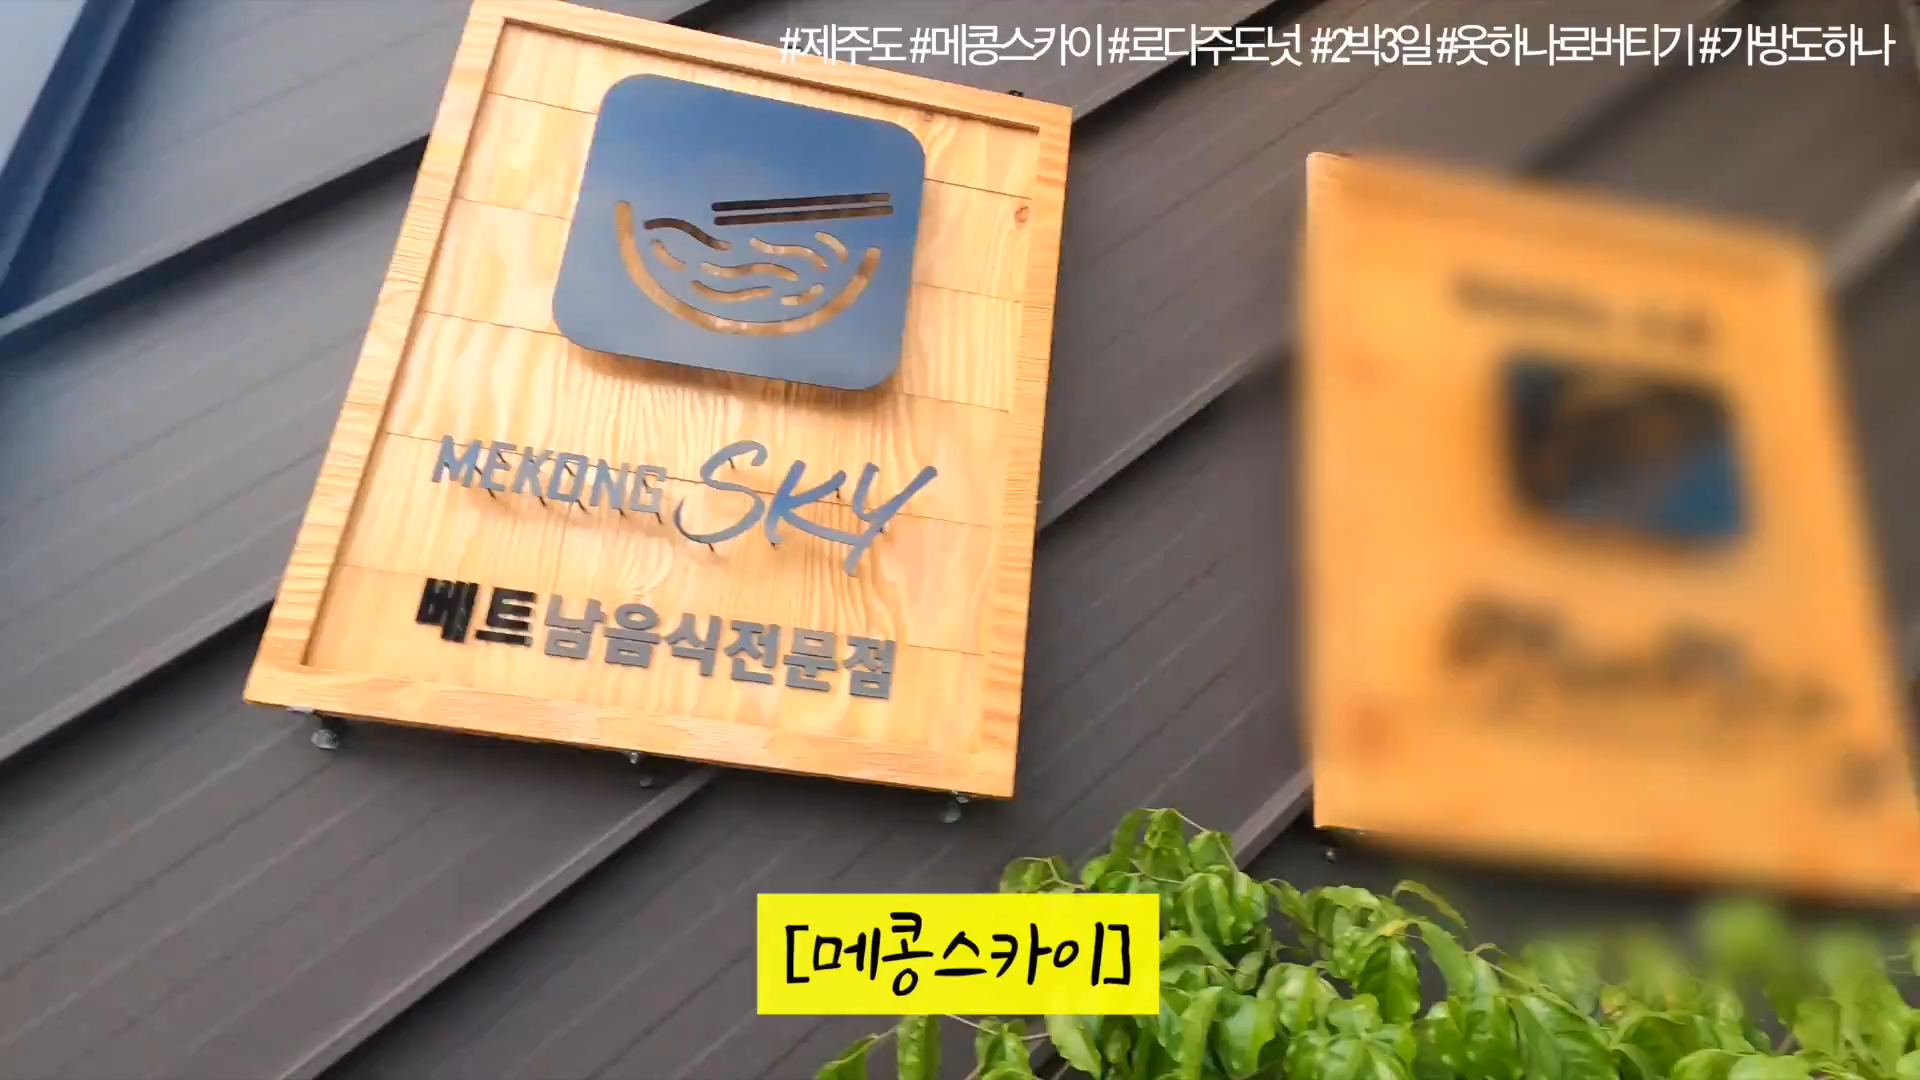 #제주도 #메콩스카이 #로다주도넛 #2박3일 #옷하나로버티기 #가방도하나
MEKONG SKY
베트남음식전문점
[메콩스카이]